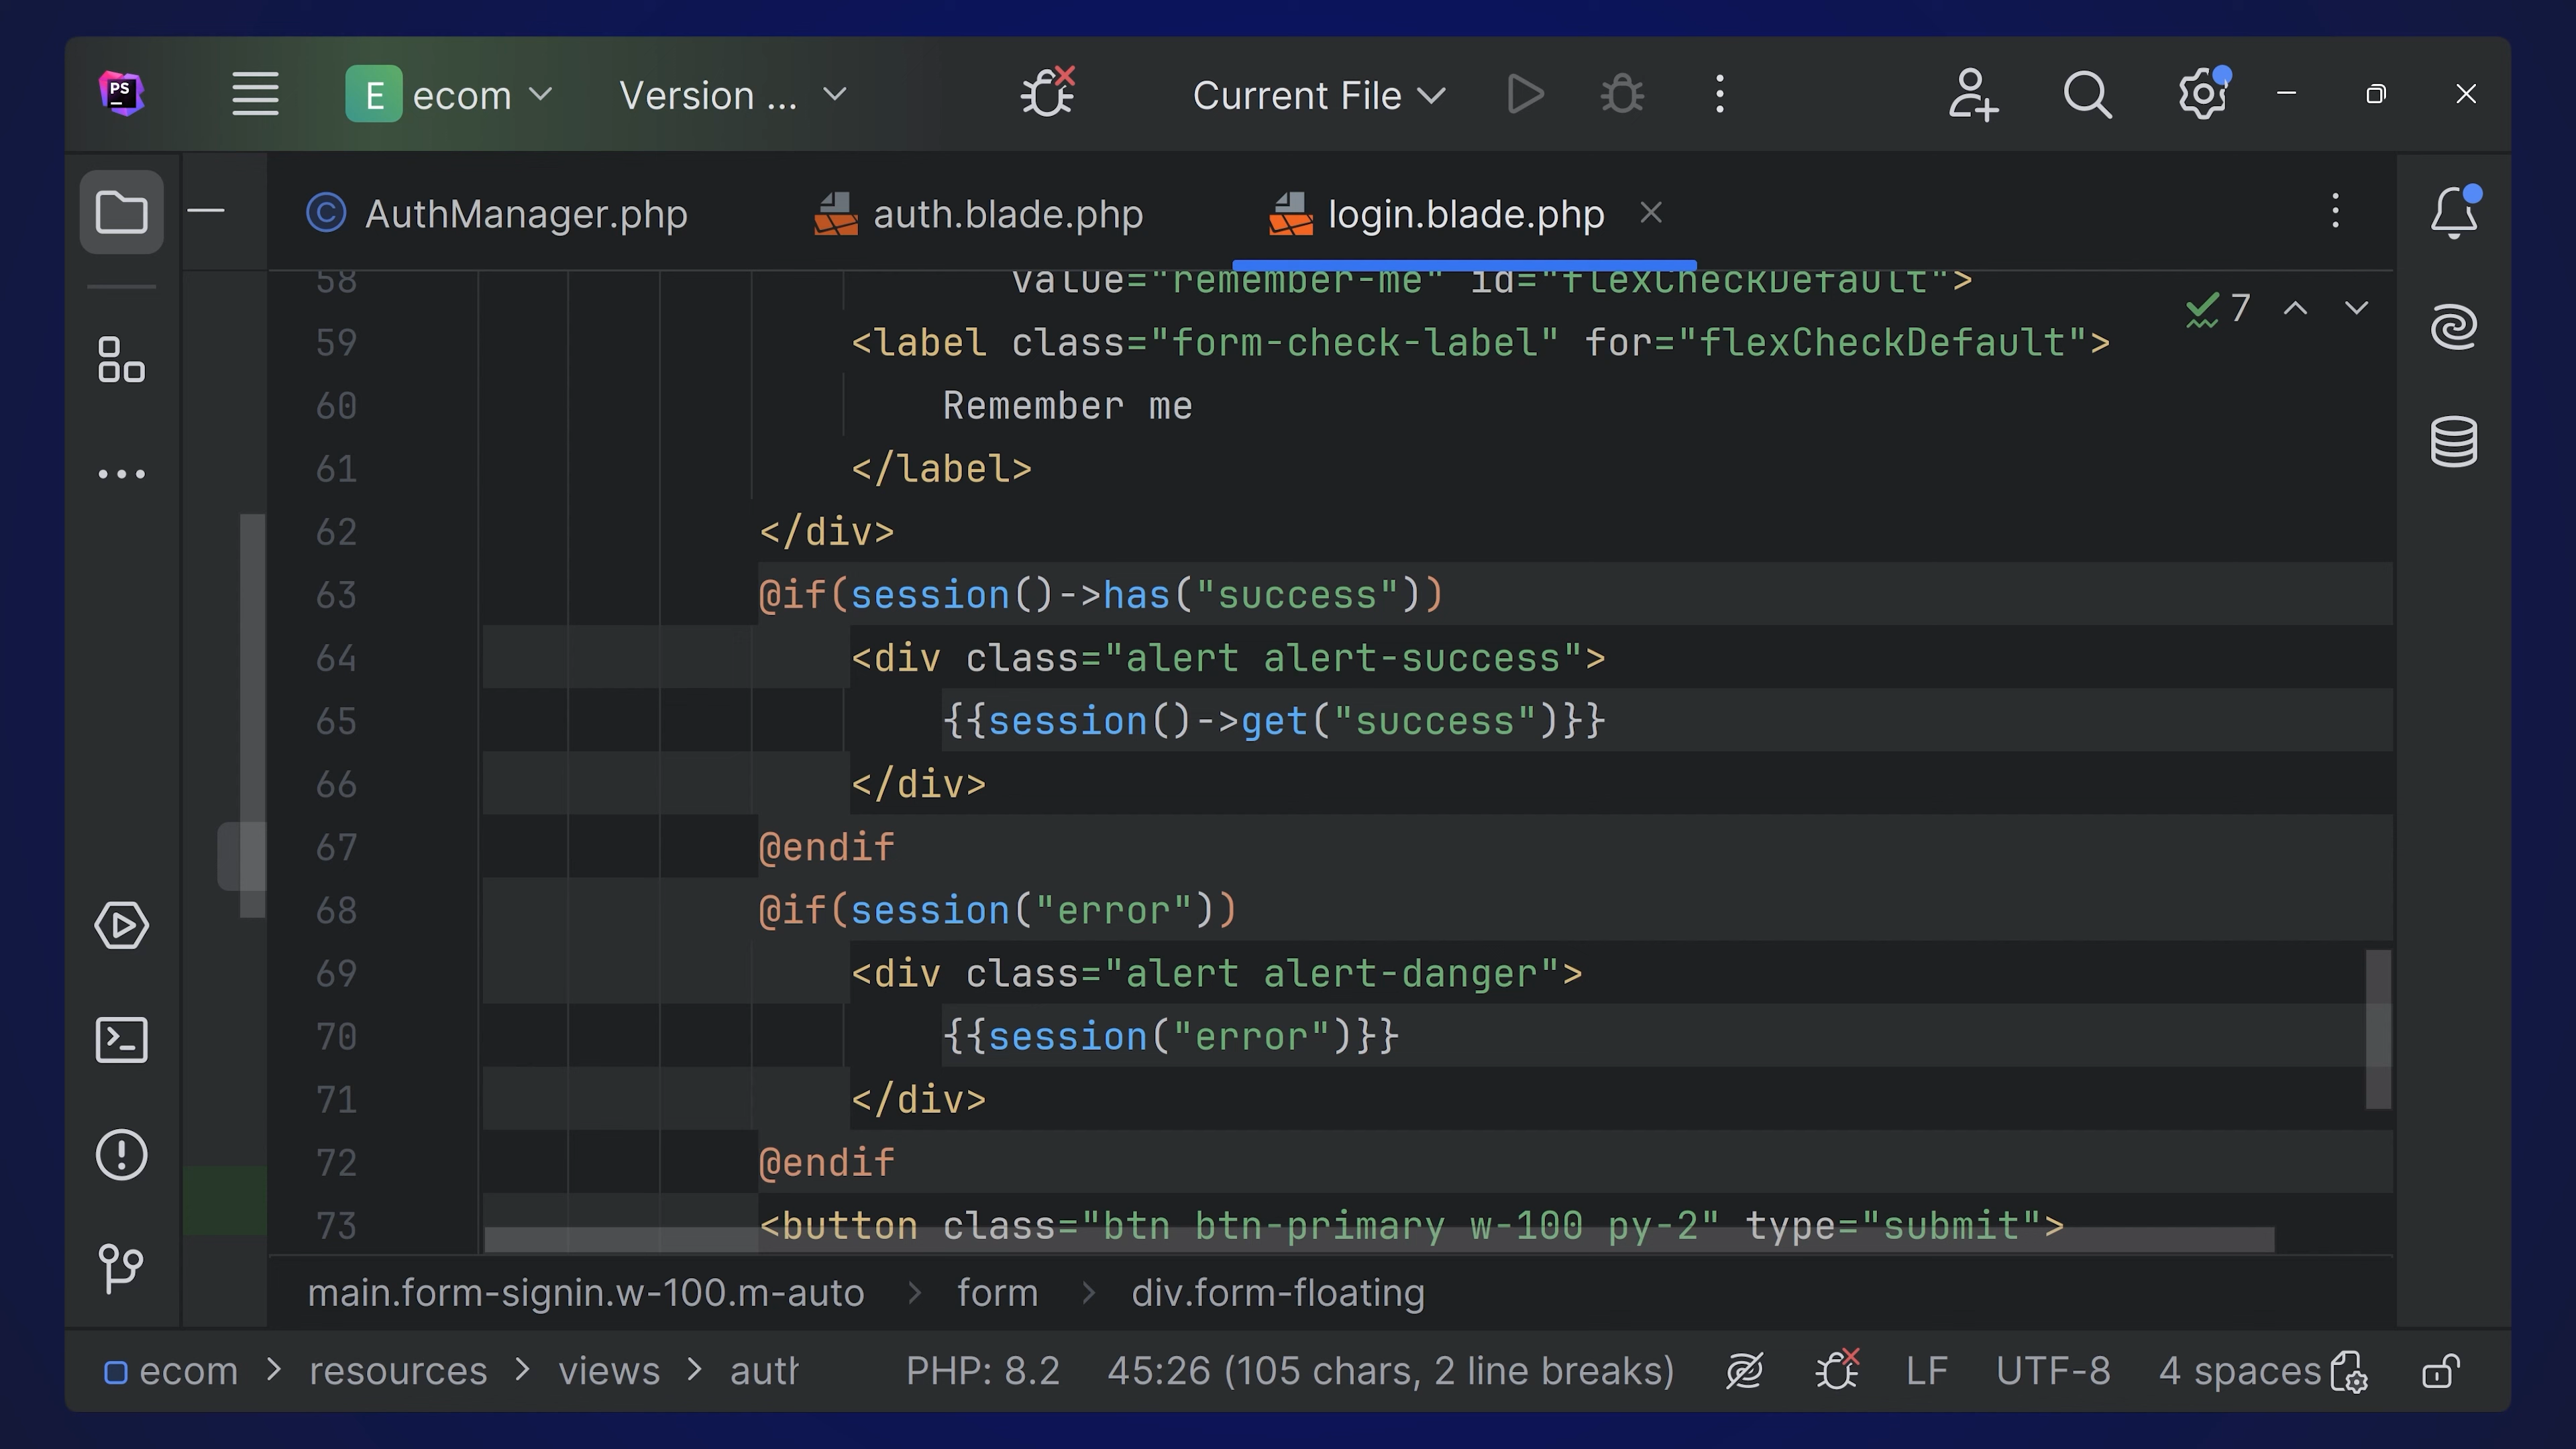 PS
E ecom Version ... Current File
AuthManager.php auth.blade.php login.blade.php
58 value="remember-me" id="flexCheckDefault">
7
59 <label class="form-check-label" for="flexCheckDefault">
60 Remember me
61 </label>
62 </div>
63 @if(session()->has("success"))
64 <div class="alert alert-success">
65 {{session()->get("success")}}
66 </div>
67 @endif
68 @if(session("error"))
69 <div class="alert alert-danger">
70 {{session("error")}}
71 </div>
72 @endif
73 <button class="btn btn-primary w-100 py-2" type="submit">
main.form-signin.w-100.m-auto > form > div.form-floating
ecom > resources > views > auth PHP: 8.2 45:26 (105 chars, 2 line breaks) LF UTF-8 4 spaces